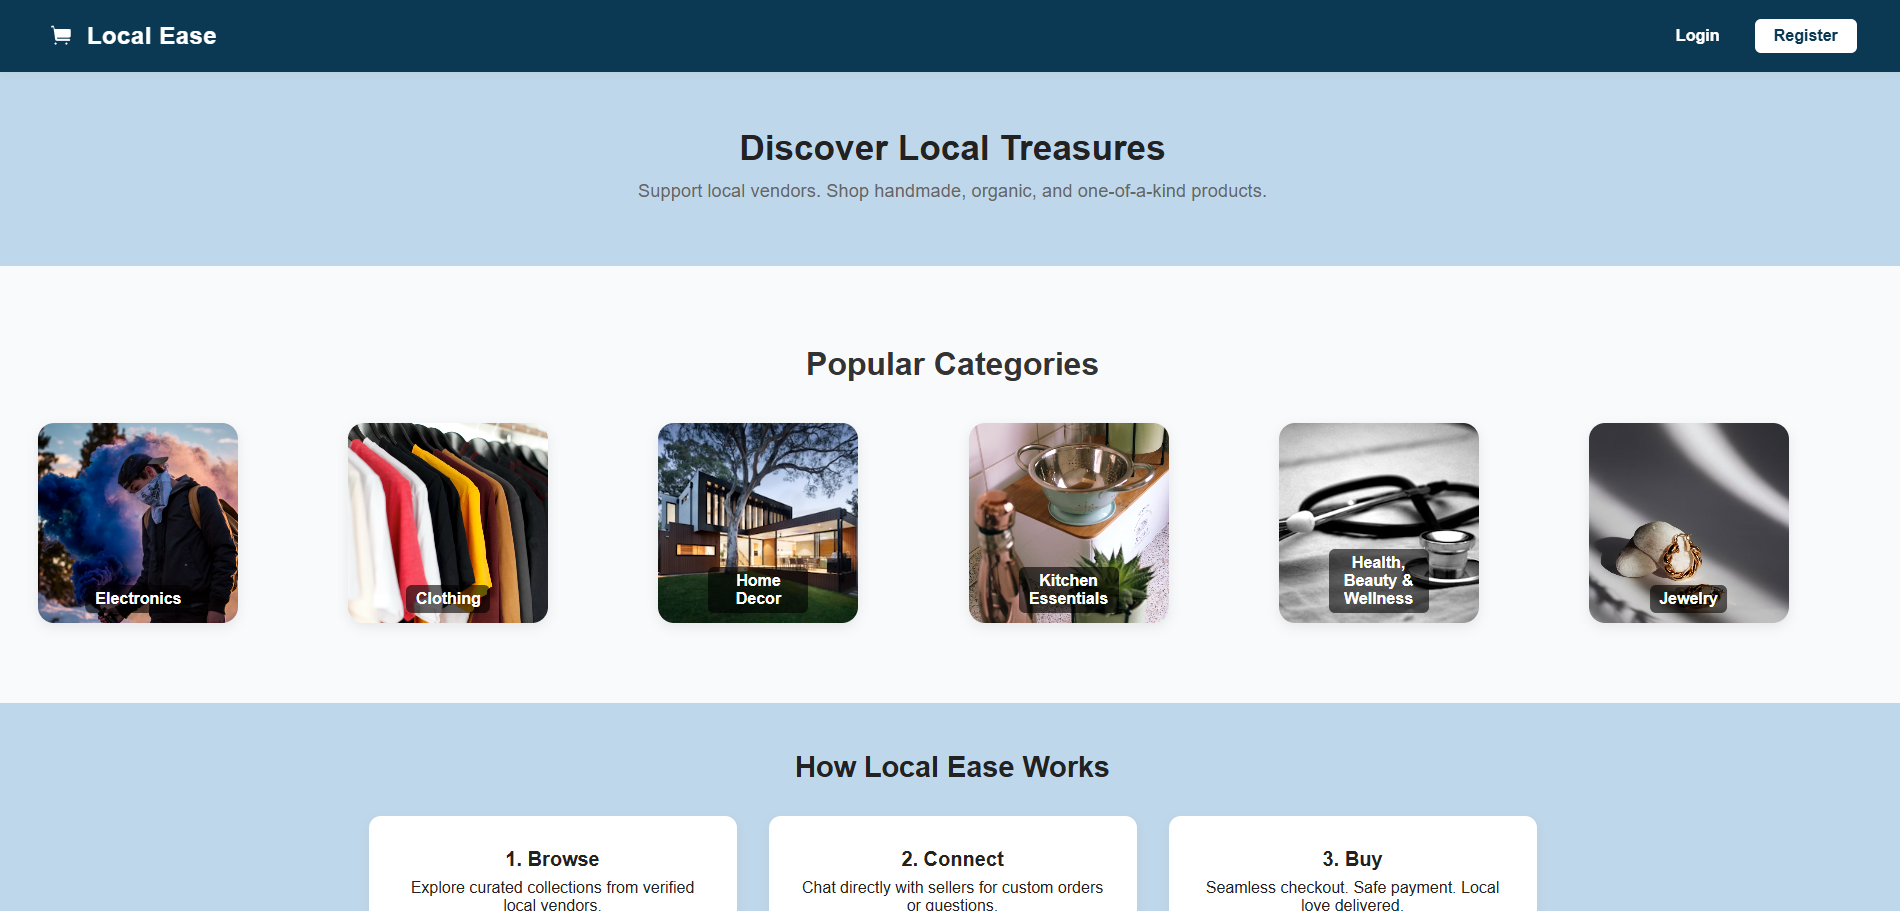 Local Ease
Login
Register
Discover Local Treasures
Support local vendors. Shop handmade, organic, and one-of-a-kind products.
Popular Categories
Electronics
Clothing
Home
Decor
Kitchen
Essentials
Health,
Beauty &
Wellness
Jewelry
How Local Ease Works
1. Browse
Explore curated collections from verified
local vendors.
2. Connect
Chat directly with sellers for custom orders
or questions.
3. Buy
Seamless checkout. Safe payment. Local
love delivered.